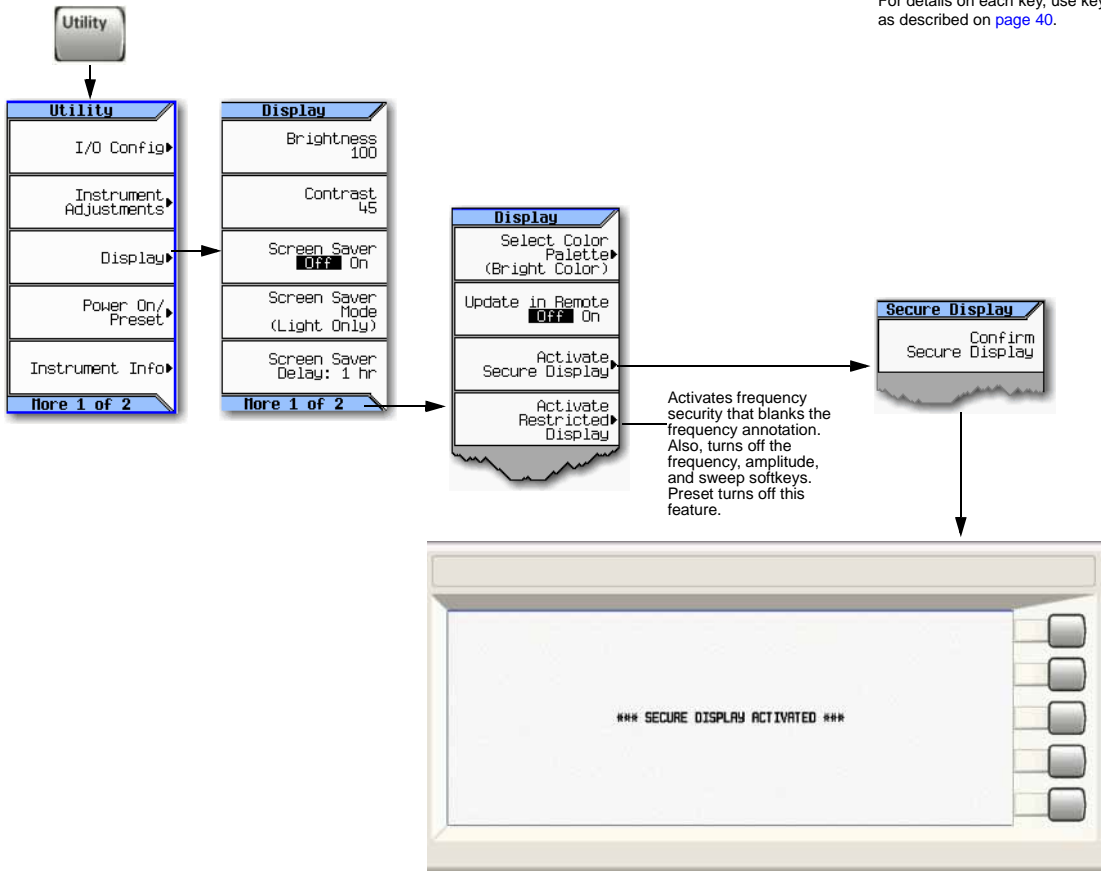 For details on each key, use key
as described on page 40.
Utility
Utility
I/O Config
Instrument
Adjustments
Display
Power On/
Preset
Instrument Info
More 1 of 2
Display
Brightness
100
Contrast
45
Screen Saver
Off On
Screen Saver
Mode
(Light Only)
Screen Saver
Delay: 1 hr
More 1 of 2
Display
Select Color
Palette
(Bright Color)
Update in Remote
Off On
Activate
Secure Display
Activate
Restricted
Display
Activates frequency
security that blanks the
frequency annotation.
Also, turns off the
frequency, amplitude,
and sweep softkeys.
Preset turns off this
feature.
Secure Display
Confirm
Secure Display
*** SECURE DISPLAY ACTIVATED ***